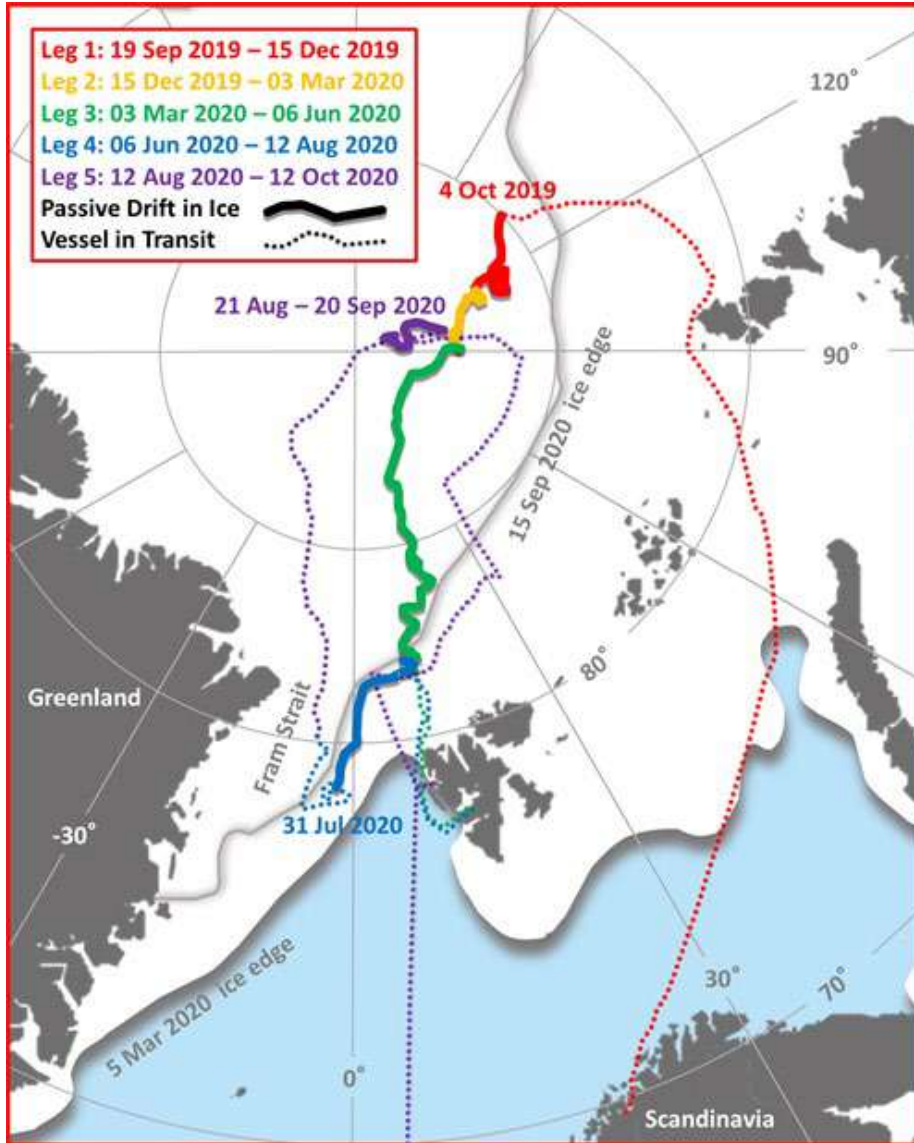 Leg 1: 19 Sep 2019 – 15 Dec 2019
Leg 2: 15 Dec 2019 – 03 Mar 2020
Leg 3: 03 Mar 2020 – 06 Jun 2020
Leg 4: 06 Jun 2020 – 12 Aug 2020
Leg 5: 12 Aug 2020 – 12 Oct 2020
Passive Drift in Ice
Vessel in Transit
120°
4 Oct 2019
21 Aug – 20 Sep 2020
90°
15 Sep 2020 ice edge
80°
Greenland
Fram Strait
-30°
31 Jul 2020
5 Mar 2020 ice edge
30°
70°
0°
Scandinavia